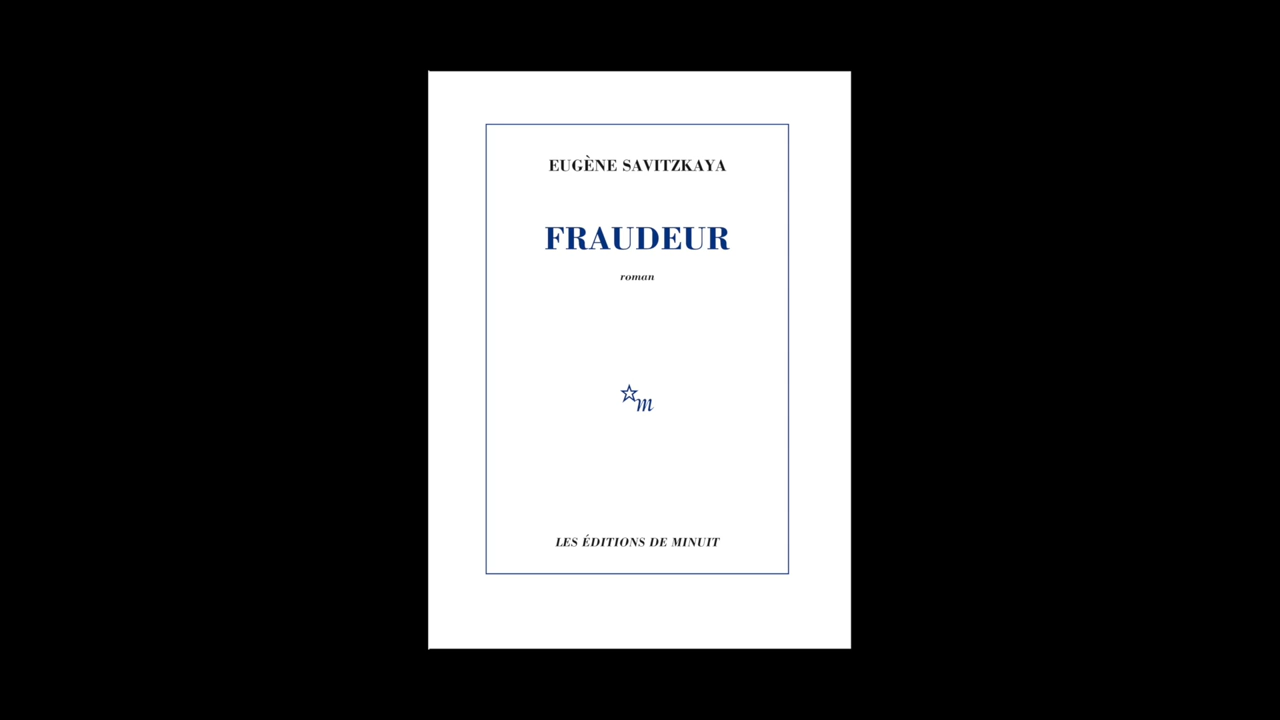 EUGÈNE SAVITZKAYA
FRAUDEUR
roman
m
LES ÉDITIONS DE MINUIT